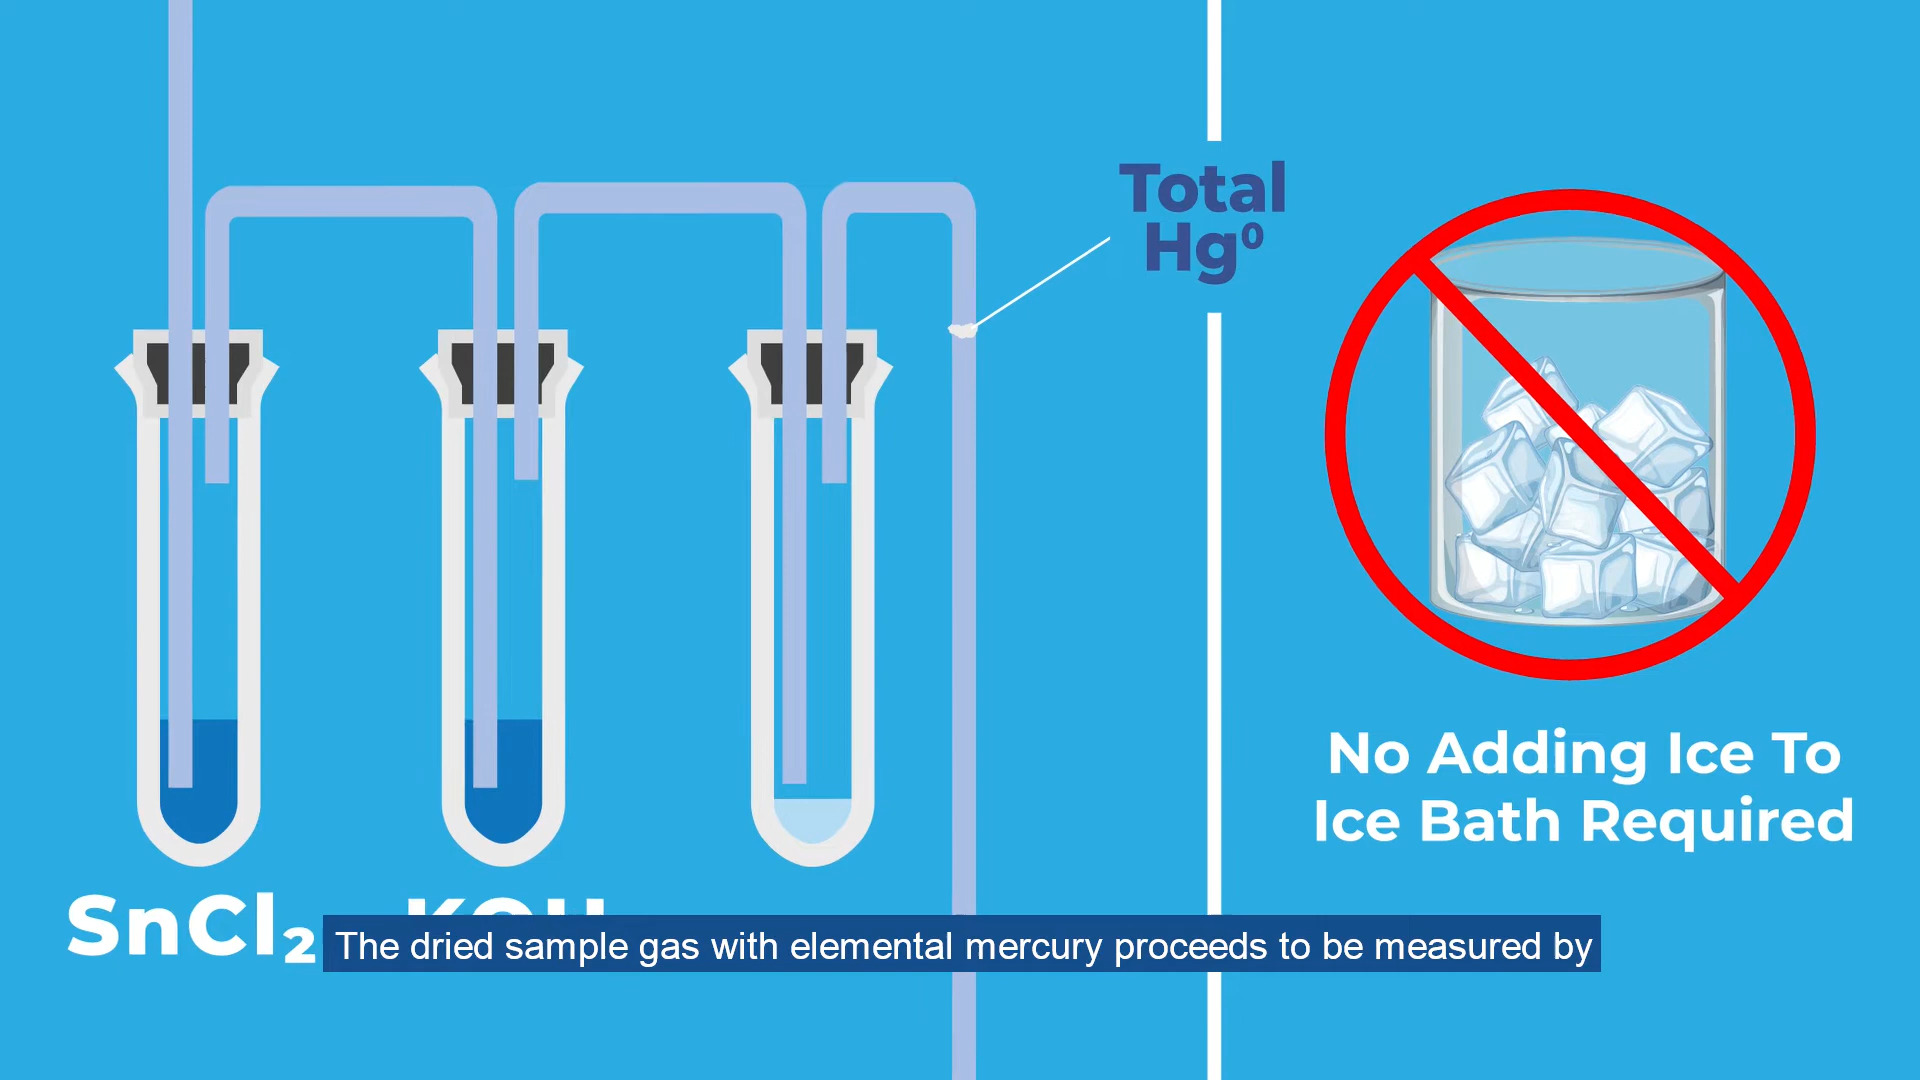 Total
Hg⁰
No Adding Ice To
Ice Bath Required
SnCl₂
KOH
The dried sample gas with elemental mercury proceeds to be measured by